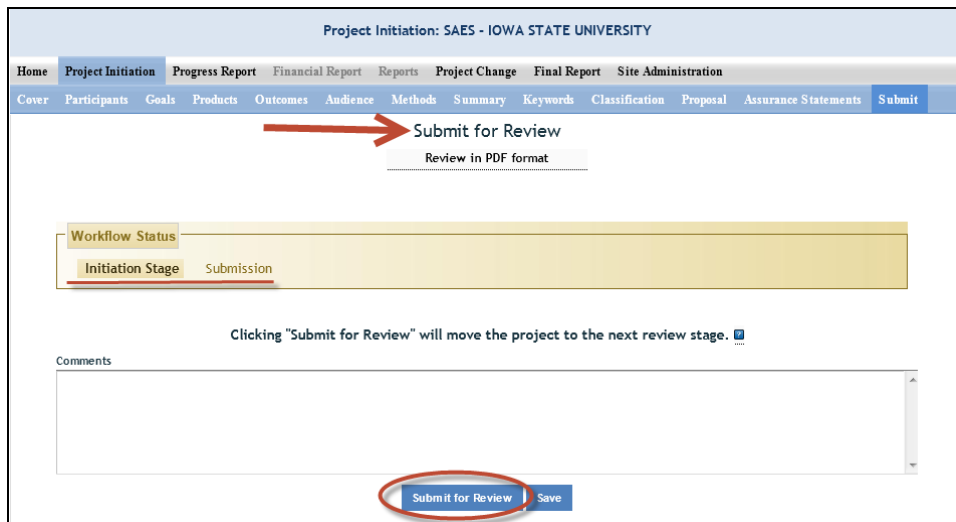 Project Initiation: SAES - IOWA STATE UNIVERSITY
Home Project Initiation Progress Report Financial Report Reports Project Change Final Report Site Administration
Cover Participants Goals Products Outcomes Audience Methods Summary Keywords Classification Proposal Assurance Statements Submit
Submit for Review
Review in PDF format
Workflow Status
Initiation Stage Submission
Clicking "Submit for Review" will move the project to the next review stage. ?
Comments
Submit for Review Save